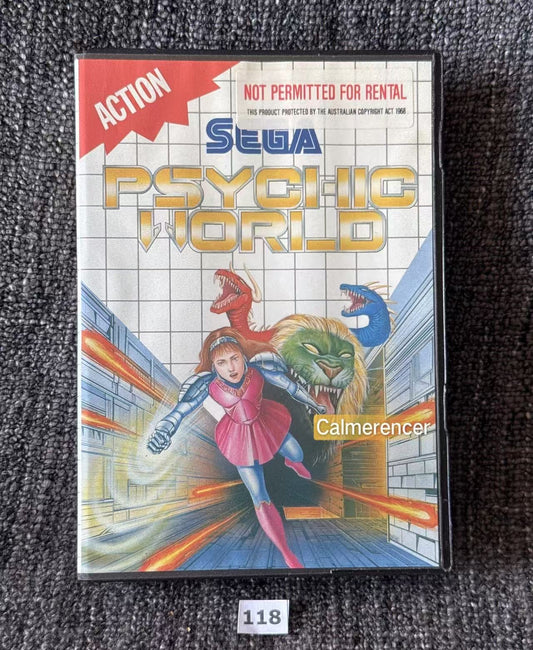 ACTION
NOT PERMITTED FOR RENTAL
THIS PRODUCT PROTECTED BY THE AUSTRALIAN COPYRIGHT ACT 1968
SEGA
PSYCHIC
WORLD
Calmerencer
118